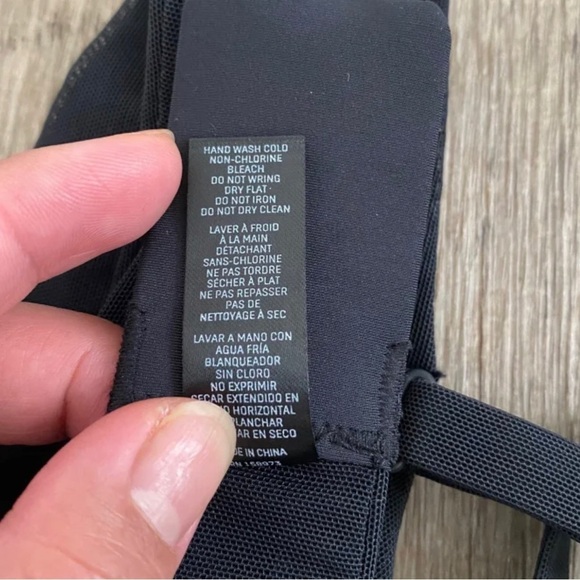 HAND WASH COLD
NON-CHLORINE
BLEACH
DO NOT WRING
DRY FLAT
DO NOT IRON
DO NOT DRY CLEAN
LAVER À FROID
À LA MAIN
DÉTACHANT
SANS-CHLORINE
NE PAS TORDRE
SÉCHER À PLAT
NE PAS REPASSER
PAS DE
NETTOYAGE À SEC
LAVAR A MANO CON
AGUA FRÍA
BLANQUEADOR
SIN CLORO
NO EXPRIMIR
SECAR EXTENDIDO EN
HORIZONTAL
PLANCHAR
EN SECO
IN CHINA
158973